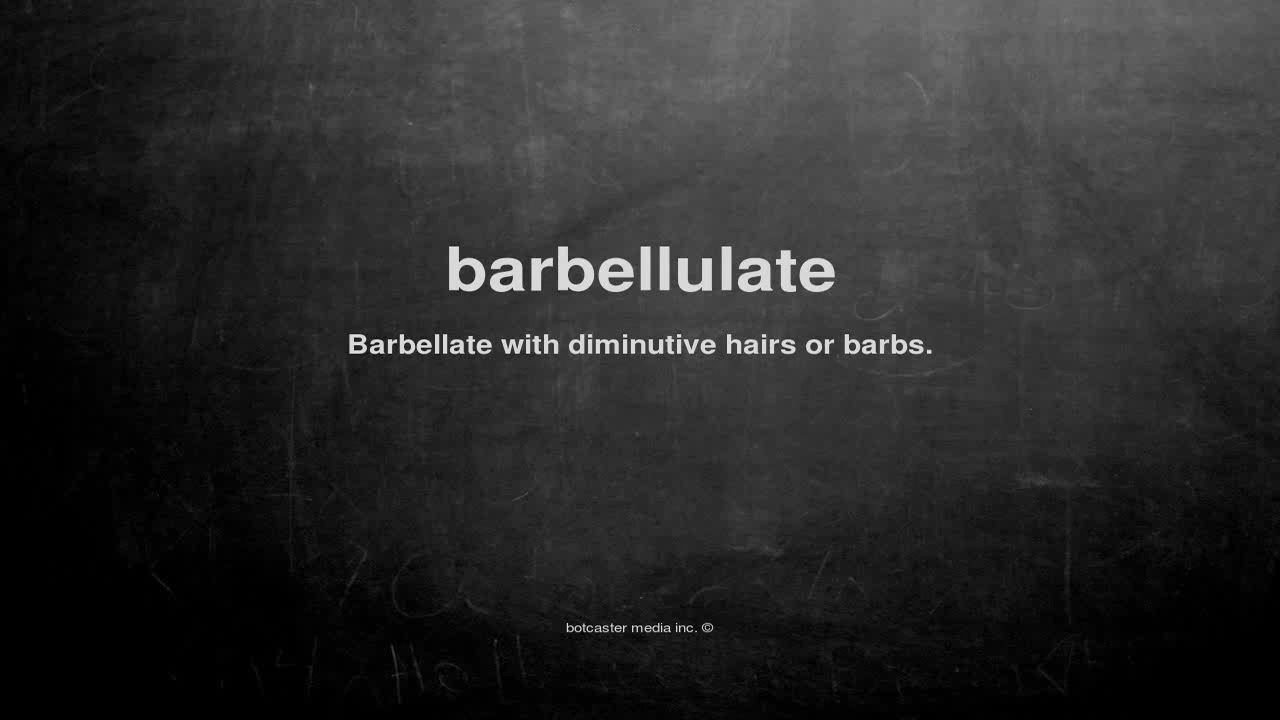 barbellulate
Barbellate with diminutive hairs or barbs.
botcaster media inc. ©